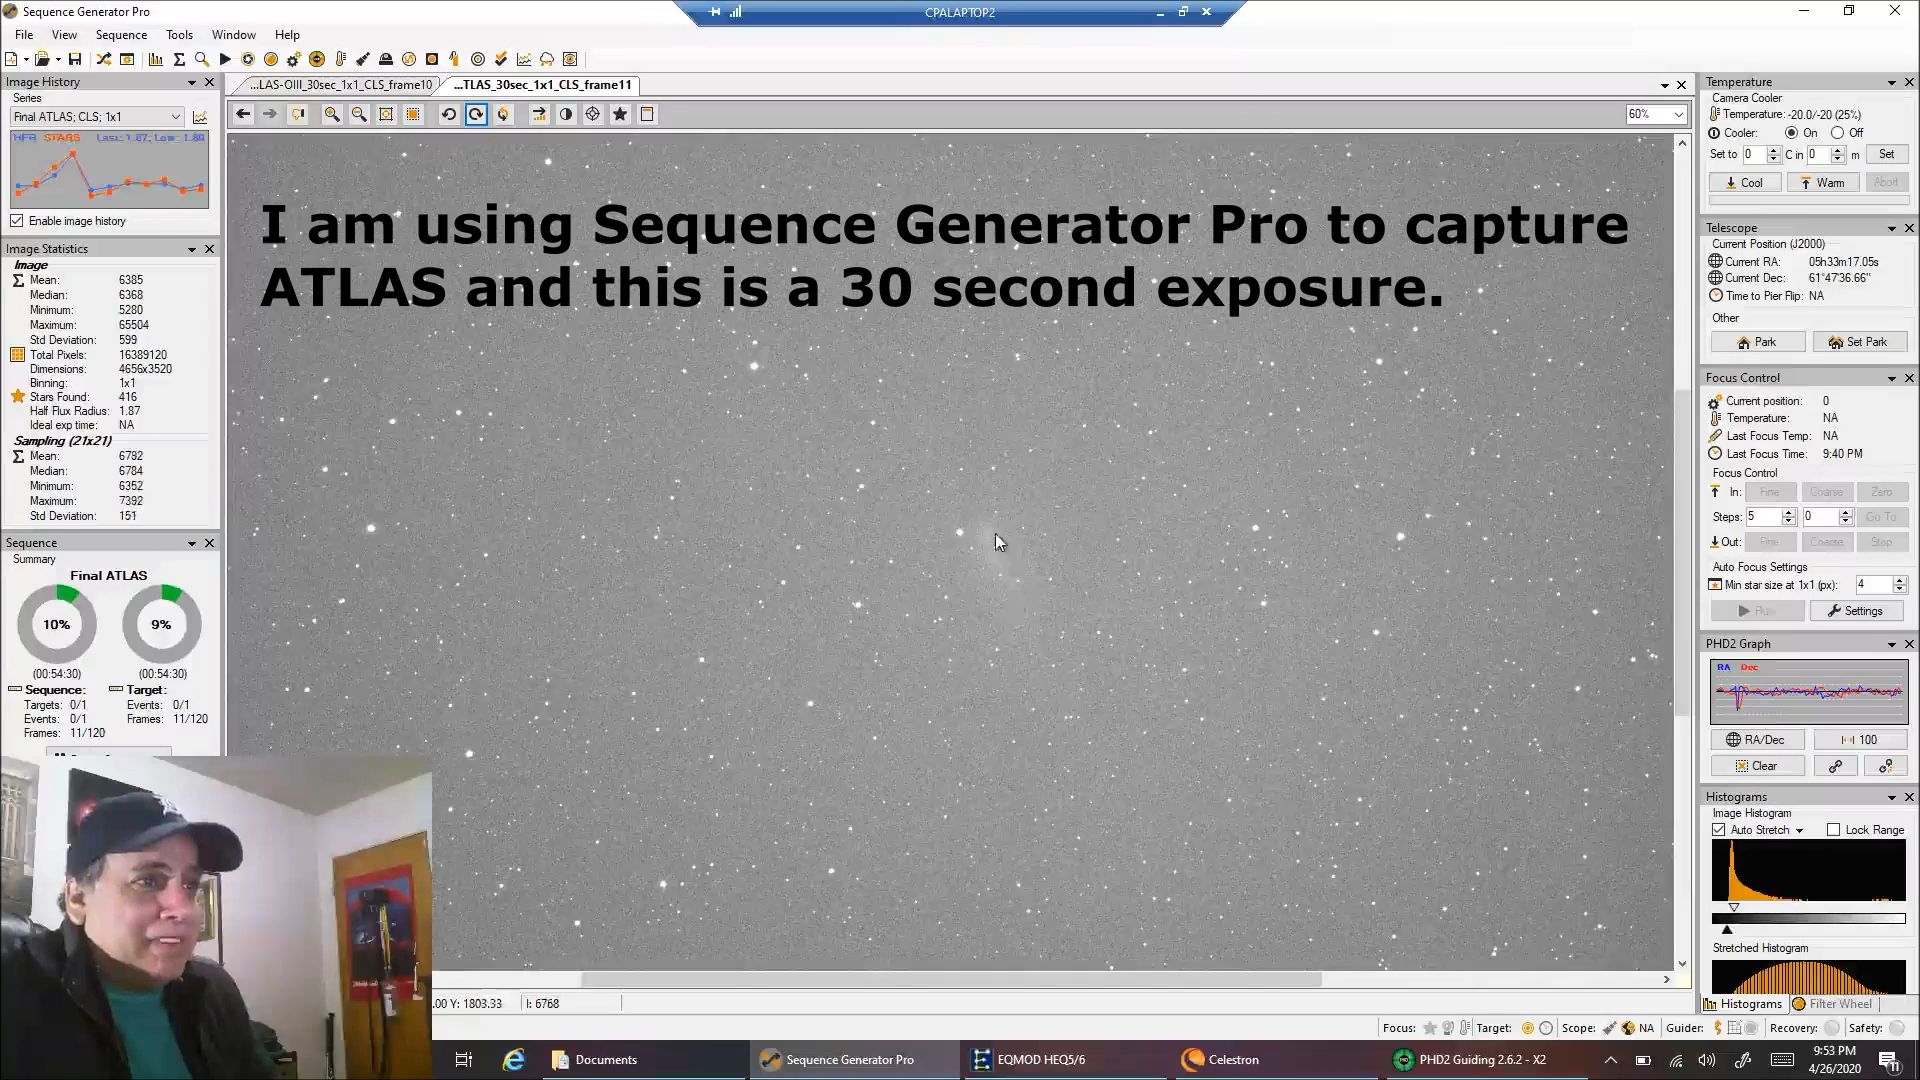 Sequence Generator Pro
CPALAPTOP2
File View Sequence Tools Window Help
Image History
Series
Final ATLAS; CLS; 1x1
HFR STARS Last: 1.87, Low: 1.80
Enable image history
Image Statistics
Image
Mean: 6385
Median: 6368
Minimum: 5280
Maximum: 65504
Std Deviation: 599
Total Pixels: 16389120
Dimensions: 4656x3520
Binning: 1x1
Stars Found: 416
Half Flux Radius: 1.87
Ideal exp time: NA
Sampling (21x21)
Mean: 6792
Median: 6784
Minimum: 6352
Maximum: 7392
Std Deviation: 151
Sequence
Summary
Final ATLAS
10% 9%
(00:54:30) (00:54:30)
Sequence: Target:
Targets: 0/1 Events: 0/1
Events: 0/1 Frames: 11/120
Frames: 11/120
...LAS-OIII_30sec_1x1_CLS_frame10 ...TLAS_30sec_1x1_CLS_frame11
60%
I am using Sequence Generator Pro to capture
ATLAS and this is a 30 second exposure.
.00 Y: 1803.33 I: 6768
Temperature
Camera Cooler
Temperature: -20.0/-20 (25%)
Cooler: On Off
Set to 0 C in 0 m Set
Cool Warm Abort
Telescope
Current Position (J2000)
Current RA: 05h33m17.05s
Current Dec: 61°47'36.66"
Time to Pier Flip: NA
Other
Park Set Park
Focus Control
Current position: 0
Temperature: NA
Last Focus Temp: NA
Last Focus Time: 9:40 PM
Focus Control
In: Fine Coarse Zero
Steps: 5 0 Go To
Out: Fine Coarse Stop
Auto Focus Settings
Min star size at 1x1 (px): 4
Run Settings
PHD2 Graph
RA Dec
RA/Dec 100
Clear
Histograms
Image Histogram
Auto Stretch Lock Range
Stretched Histogram
Histograms Filter Wheel
Focus: Target: Scope: NA Guider: Recovery: Safety:
Documents Sequence Generator Pro EQMOD HEQ5/6 Celestron PHD2 Guiding 2.6.2 - X2
9:53 PM
4/26/2020
11